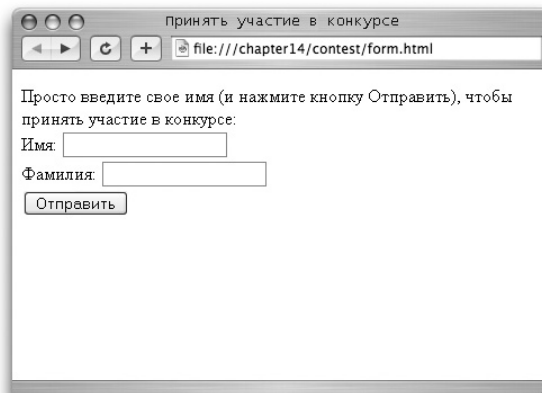 Принять участие в конкурсе
file:///chapter14/contest/form.html
Просто введите свое имя (и нажмите кнопку Отправить), чтобы
принять участие в конкурсе:
Имя:
Фамилия:
Отправить